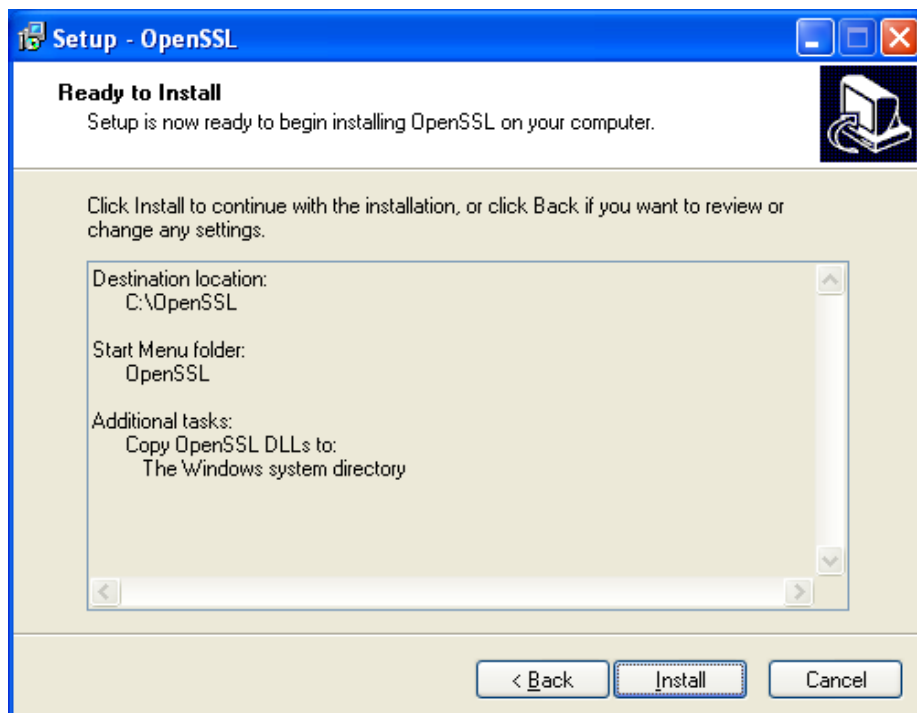 Setup - OpenSSL
Ready to Install
Setup is now ready to begin installing OpenSSL on your computer.
Click Install to continue with the installation, or click Back if you want to review or
change any settings.
Destination location:
C:\OpenSSL
Start Menu folder:
OpenSSL
Additional tasks:
Copy OpenSSL DLLs to:
The Windows system directory
< Back
Install
Cancel